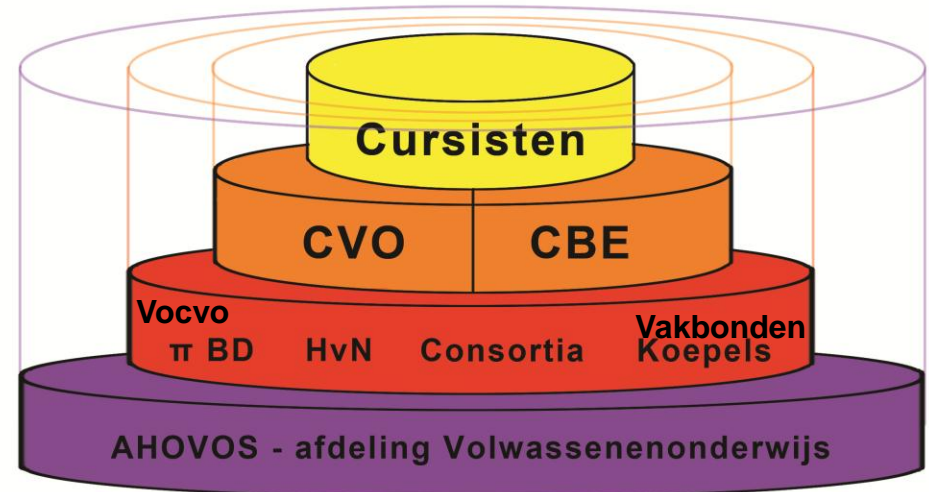 Cursisten
CVO CBE
Vocvo Vakbonden
π BD HvN Consortia Koepels
AHOVOS - afdeling Volwassenenonderwijs